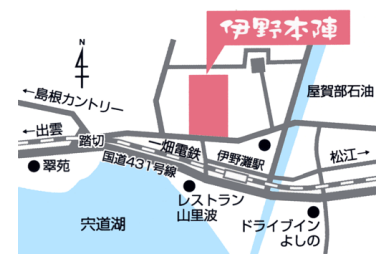 伊野本陣
N
←島根カントリー
屋賀部石油
←出雲
踏切
一畑電鉄
伊野灘駅
松江→
翠苑
国道431号線
レストラン
山里波
宍道湖
ドライブイン
よしの